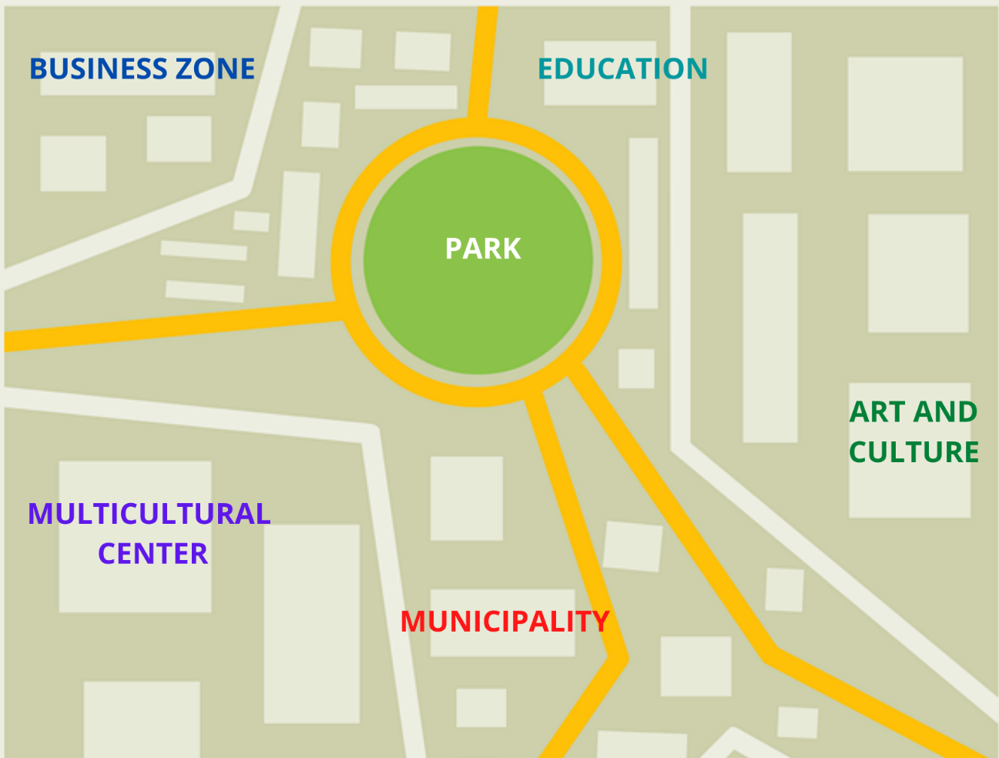 BUSINESS ZONE
EDUCATION
PARK
ART AND
CULTURE
MULTICULTURAL
CENTER
MUNICIPALITY